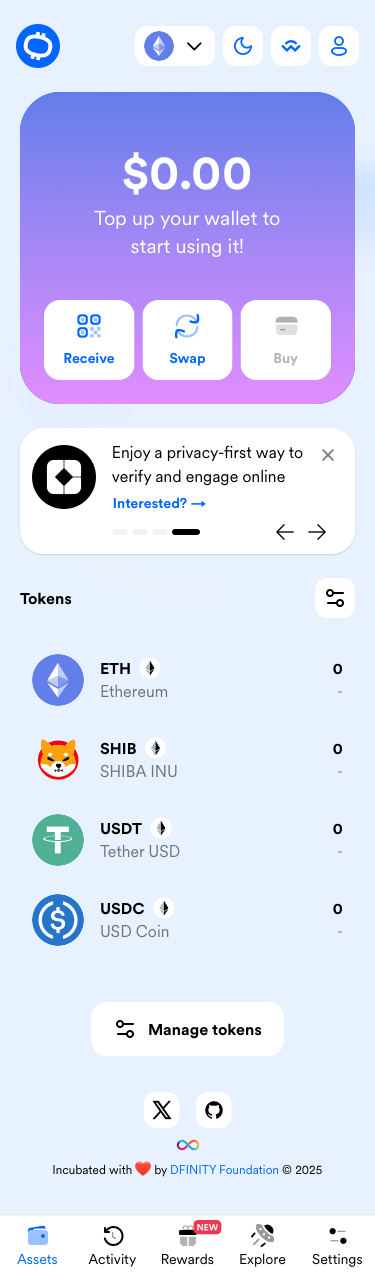 $0.00
Top up your wallet to
start using it!
Receive
Swap
Buy
Enjoy a privacy-first way to
verify and engage online
Interested? →
Tokens
ETH
0
Ethereum
-
SHIB
0
SHIBA INU
-
USDT
0
Tether USD
-
USDC
0
USD Coin
-
Manage tokens
Incubated with ❤️ by DFINITY Foundation © 2025
NEW
Assets
Activity
Rewards
Explore
Settings